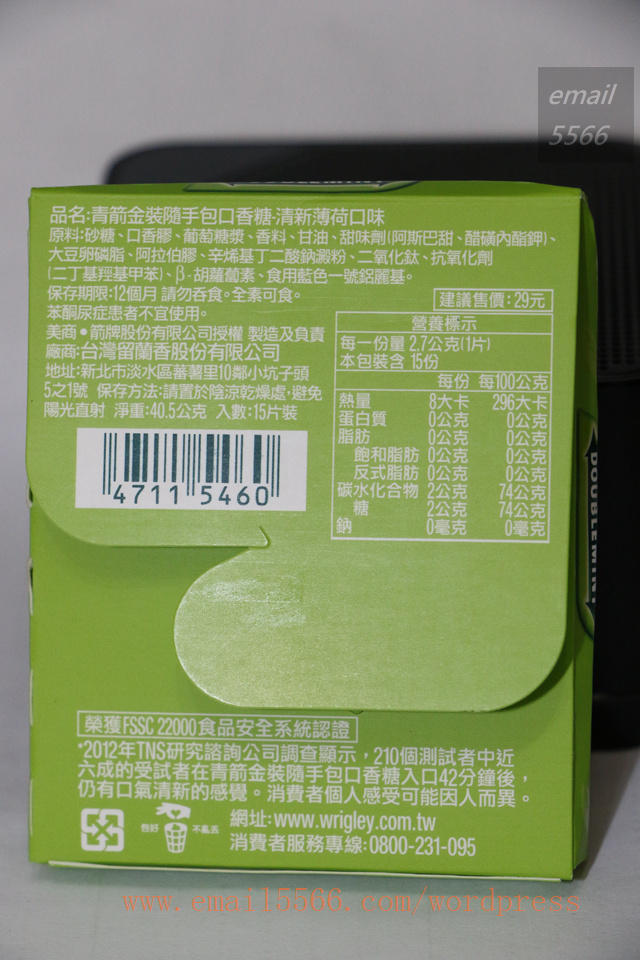 email
5566
品名:青箭金裝隨手包口香糖-清新薄荷口味
原料:砂糖、口香膠、葡萄糖漿、香料、甘油、甜味劑(阿斯巴甜、醋磺內酯鉀)、
大豆卵磷脂、阿拉伯膠、辛烯基丁二酸鈉澱粉、二氧化鈦、抗氧化劑
(二丁基羥基甲苯)、β-胡蘿蔔素、食用藍色一號鋁麗基。
保存期限:12個月 請勿吞食。全素可食。
苯酮尿症患者不宜使用。
美商•箭牌股份有限公司授權 製造及負責
廠商:台灣留蘭香股份有限公司
地址:新北市淡水區蕃薯里10鄰小坑子頭
5之1號 保存方法:請置於陰涼乾燥處,避免
陽光直射 淨重:40.5公克 入數:15片裝
建議售價:29元
營養標示
每一份量 2.7公克(1片)
本包裝含 15份
每份 每100公克
熱量 8大卡 296大卡
蛋白質 0公克 0公克
脂肪 0公克 0公克
飽和脂肪 0公克 0公克
反式脂肪 0公克 0公克
碳水化合物 2公克 74公克
糖 2公克 74公克
鈉 0毫克 0毫克
4711 5460
DOUBLEMINT
榮獲FSSC 22000食品安全系統認證
*2012年TNS研究諮詢公司調查顯示，210個測試者中近
六成的受試者在青箭金裝隨手包口香糖入口42分鐘後，
仍有口氣清新的感覺。消費者個人感受可能因人而異。
包好 不亂丟
網址:www.wrigley.com.tw
消費者服務專線:0800-231-095
www.email5566.com/wordpress